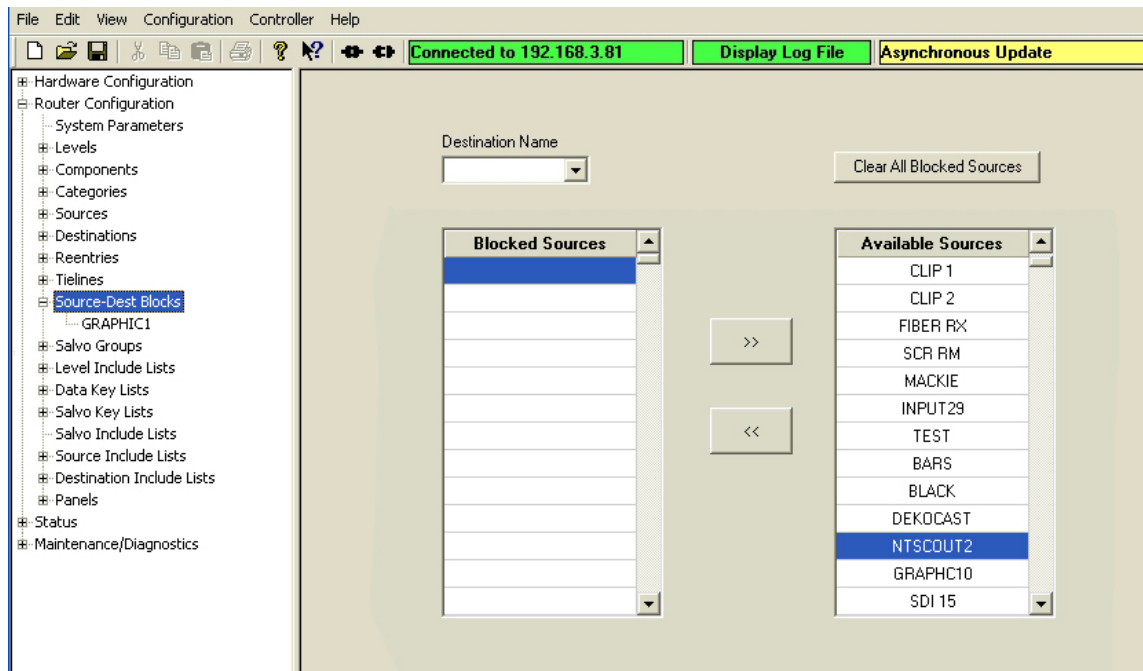 File Edit View Configuration Controller Help
Connected to 192.168.3.81 Display Log File Asynchronous Update
Hardware Configuration
Router Configuration
System Parameters
Levels
Components
Categories
Sources
Destinations
Reentries
Tielines
Source-Dest Blocks
GRAPHIC1
Salvo Groups
Level Include Lists
Data Key Lists
Salvo Key Lists
Salvo Include Lists
Source Include Lists
Destination Include Lists
Panels
Status
Maintenance/Diagnostics
Destination Name
Clear All Blocked Sources
Blocked Sources
>>
<<
Available Sources
CLIP 1
CLIP 2
FIBER RX
SCR RM
MACKIE
INPUT29
TEST
BARS
BLACK
DEKOCAST
NTSCOUT2
GRAPHC10
SDI 15